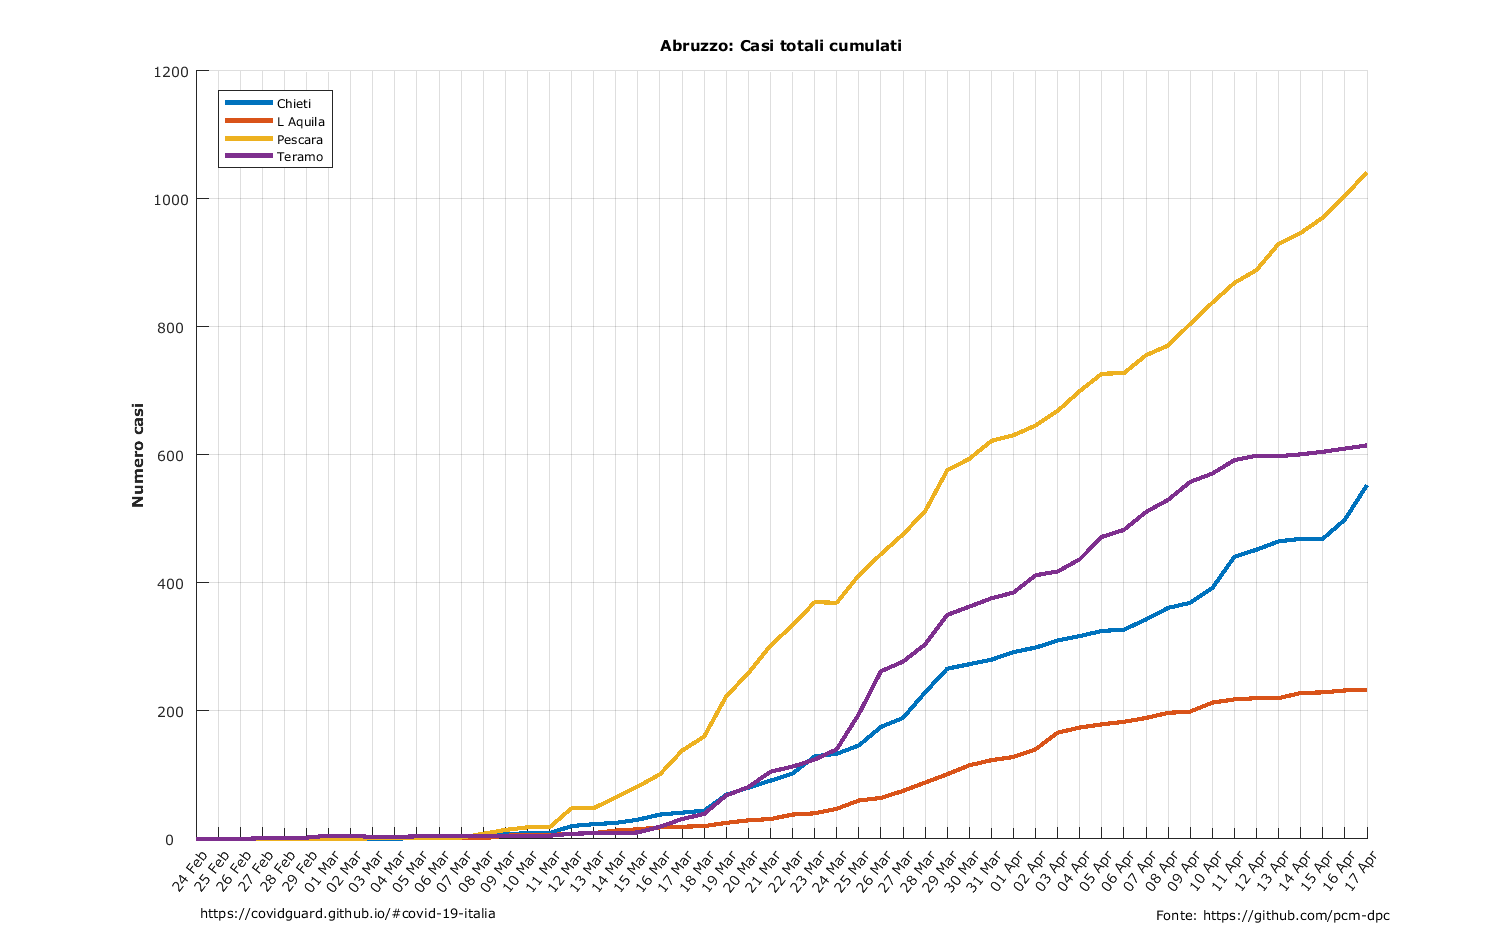 Abruzzo: Casi totali cumulati
1200
1000
800
600
400
200
0
Numero casi
Chieti
L Aquila
Pescara
Teramo
24 Feb
25 Feb
26 Feb
27 Feb
28 Feb
29 Feb
01 Mar
02 Mar
03 Mar
04 Mar
05 Mar
06 Mar
07 Mar
08 Mar
09 Mar
10 Mar
11 Mar
12 Mar
13 Mar
14 Mar
15 Mar
16 Mar
17 Mar
18 Mar
19 Mar
20 Mar
21 Mar
22 Mar
23 Mar
24 Mar
25 Mar
26 Mar
27 Mar
28 Mar
29 Mar
30 Mar
31 Mar
01 Apr
02 Apr
03 Apr
04 Apr
05 Apr
06 Apr
07 Apr
08 Apr
09 Apr
10 Apr
11 Apr
12 Apr
13 Apr
14 Apr
15 Apr
16 Apr
17 Apr
https://covidguard.github.io/#covid-19-italia
Fonte: https://github.com/pcm-dpc